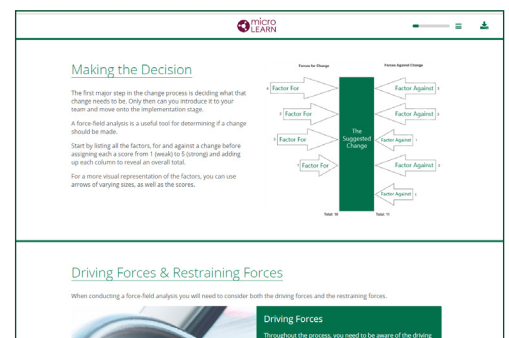 micro
LEARN
Making the Decision
The first major step in the change process is deciding what that
change needs to be. Only then can you introduce it to your
team and move onto the implementation stage.
A force-field analysis is a useful tool for determining if a change
should be made.
Start by listing all the factors, for and against a change before
assigning each a score from 1 (weak) to 5 (strong) and adding
up each column to reveal an overall total.
For a more visual representation of the factors, you can use
arrows of varying sizes, as well as the scores.
Forces for Change
Forces Against Change
Factor For
Factor For
Factor For
Factor For
The
Suggested
Change
Factor Against
Factor Against
Factor Against
Factor Against
Factor Against
Total: 11
Driving Forces & Restraining Forces
When conducting a force-field analysis you will need to consider both the driving forces and the restraining forces.
Driving Forces
Throughout the process, you need to be aware of the driving